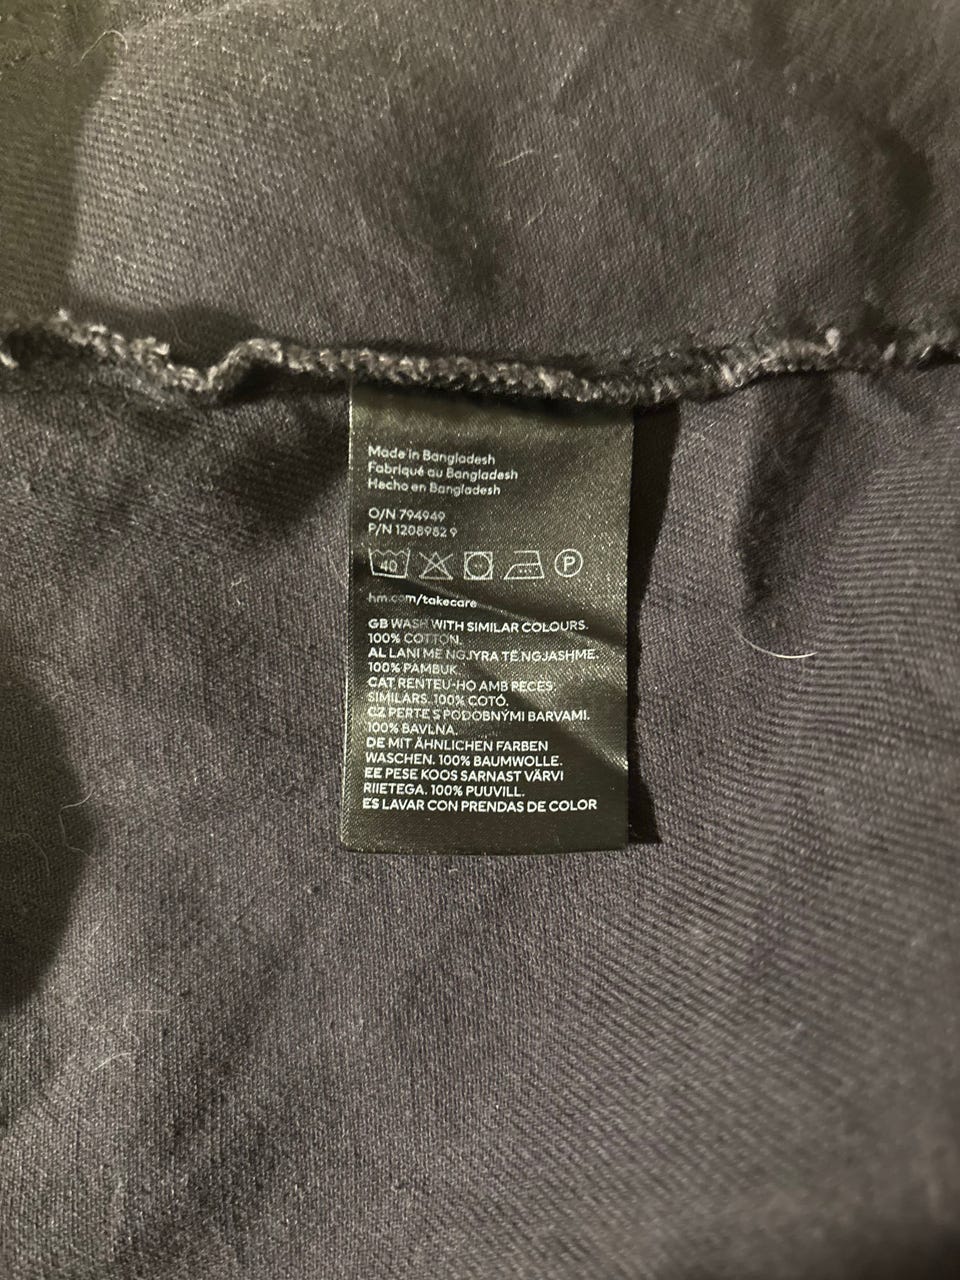 Made in Bangladesh
Fabriqué au Bangladesh
Hecho en Bangladesh
O/N 794949
P/N 1208982 9
40 P
hm.com/takecare
GB WASH WITH SIMILAR COLOURS.
100% COTTON.
AL LANI ME NGJYRA TË NGJASHME.
100% PAMBUK.
CAT RENTEU-HO AMB PECES
SIMILARS. 100% COTÓ.
CZ PERTE S PODOBNÝMI BARVAMI.
100% BAVLNA.
DE MIT ÄHNLICHEN FARBEN
WASCHEN. 100% BAUMWOLLE.
EE PESE KOOS SARNAST VÄRVI
RIIETEGA. 100% PUUVILL.
ES LAVAR CON PRENDAS DE COLOR